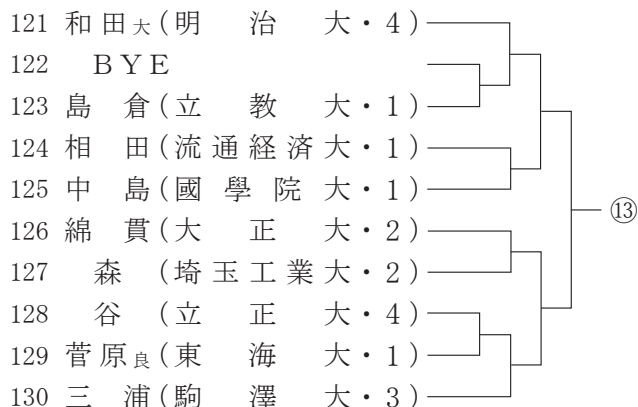 121 和田大(明治大・4)
122 BYE
123 島倉(立教大・1)
124 相田(流通経済大・1)
125 中島(國學院大・1)
126 綿貫(大正大・2)
127 森(埼玉工業大・2)
128 谷(立正大・4)
129 菅原良(東海大・1)
130 三浦(駒澤大・3)
⑬